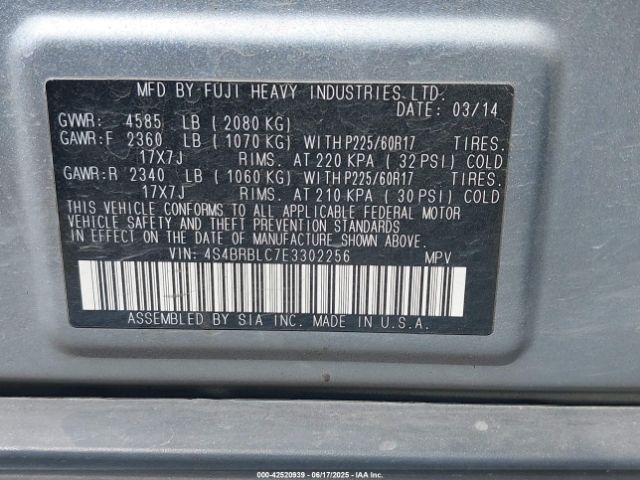 MFD BY: FUJI HEAVY INDUSTRIES LTD.
DATE: 03/14
GVWR: 4585 LB ( 2080 KG)
GAWR:F 2360 LB ( 1070 KG) WITH P225/60R17 TIRES.
17X7J RIMS. AT 220 KPA ( 32 PSI) COLD
GAWR:R 2340 LB ( 1060 KG) WITH P225/60R17 TIRES.
17X7J RIMS. AT 210 KPA ( 30 PSI) COLD
THIS VEHICLE CONFORMS TO ALL APPLICABLE FEDERAL MOTOR
VEHICLE SAFETY AND THEFT PREVENTION STANDARDS
IN EFFECT ON THE DATE OF MANUFACTURE SHOWN ABOVE.
VIN: 4S4BRBLC7E3302256 MPV
ASSEMBLED BY SIA INC. MADE IN U.S.A.
000-42520939 - 06/17/2025 - IAA Inc.